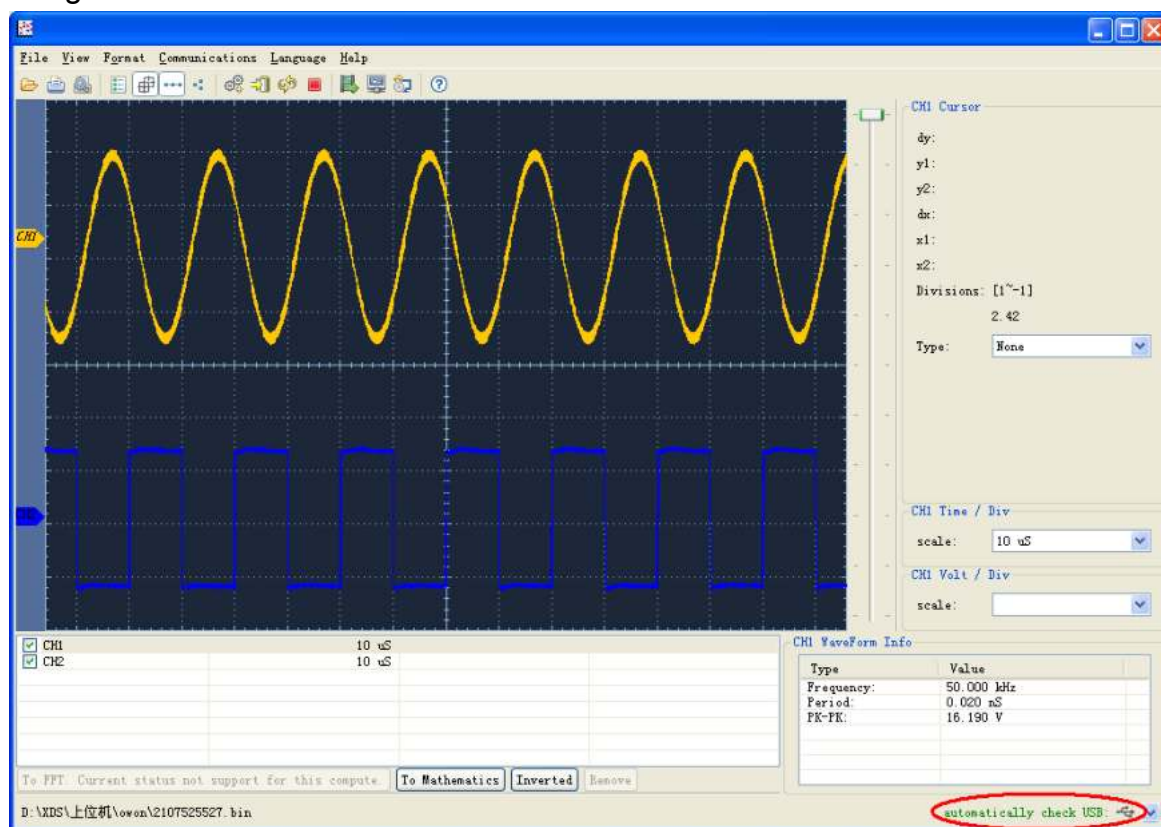 File View Format Communications Language Help
CH1 Cursor
dy:
y1:
y2:
dx:
x1:
x2:
Divisions: [1~-1]
2.42
Type: None
CH1
CH1 Time / Div
scale: 10 uS
CH1 Volt / Div
scale:
CH1 10 uS
CH2 10 uS
CH1 WaveForm Info
Type Value
Frequency: 50.000 kHz
Period: 0.020 mS
PK-PK: 16.190 V
To FFT Current status not support for this compute. To Mathematics Inverted Remove
D:\XDS\上位机\owon\2107525527.bin automatically check USB: